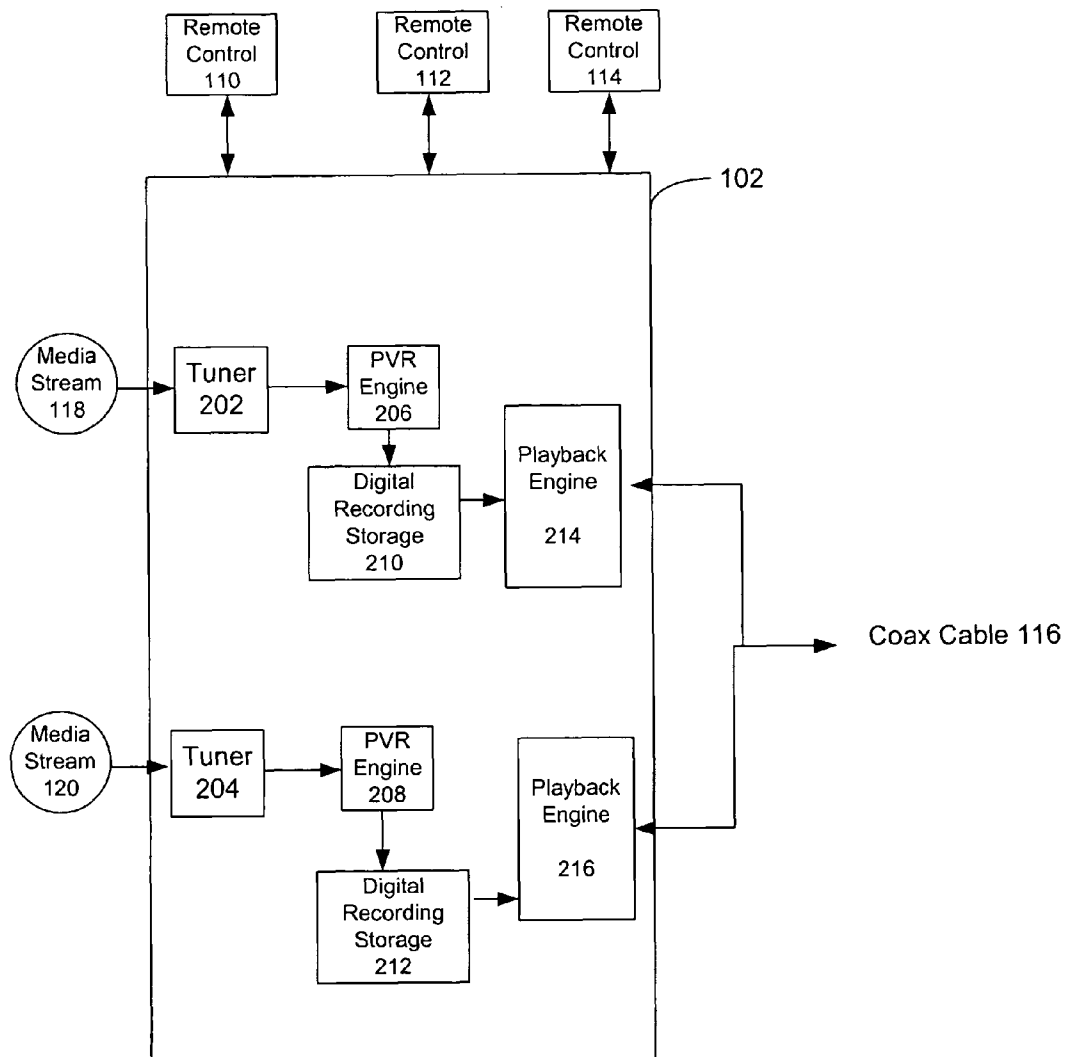 Remote
Control
110
Remote
Control
112
Remote
Control
114
102
Media
Stream
118
Tuner
202
PVR
Engine
206
Digital
Recording
Storage
210
Playback
Engine
214
Coax Cable 116
Media
Stream
120
Tuner
204
PVR
Engine
208
Digital
Recording
Storage
212
Playback
Engine
216